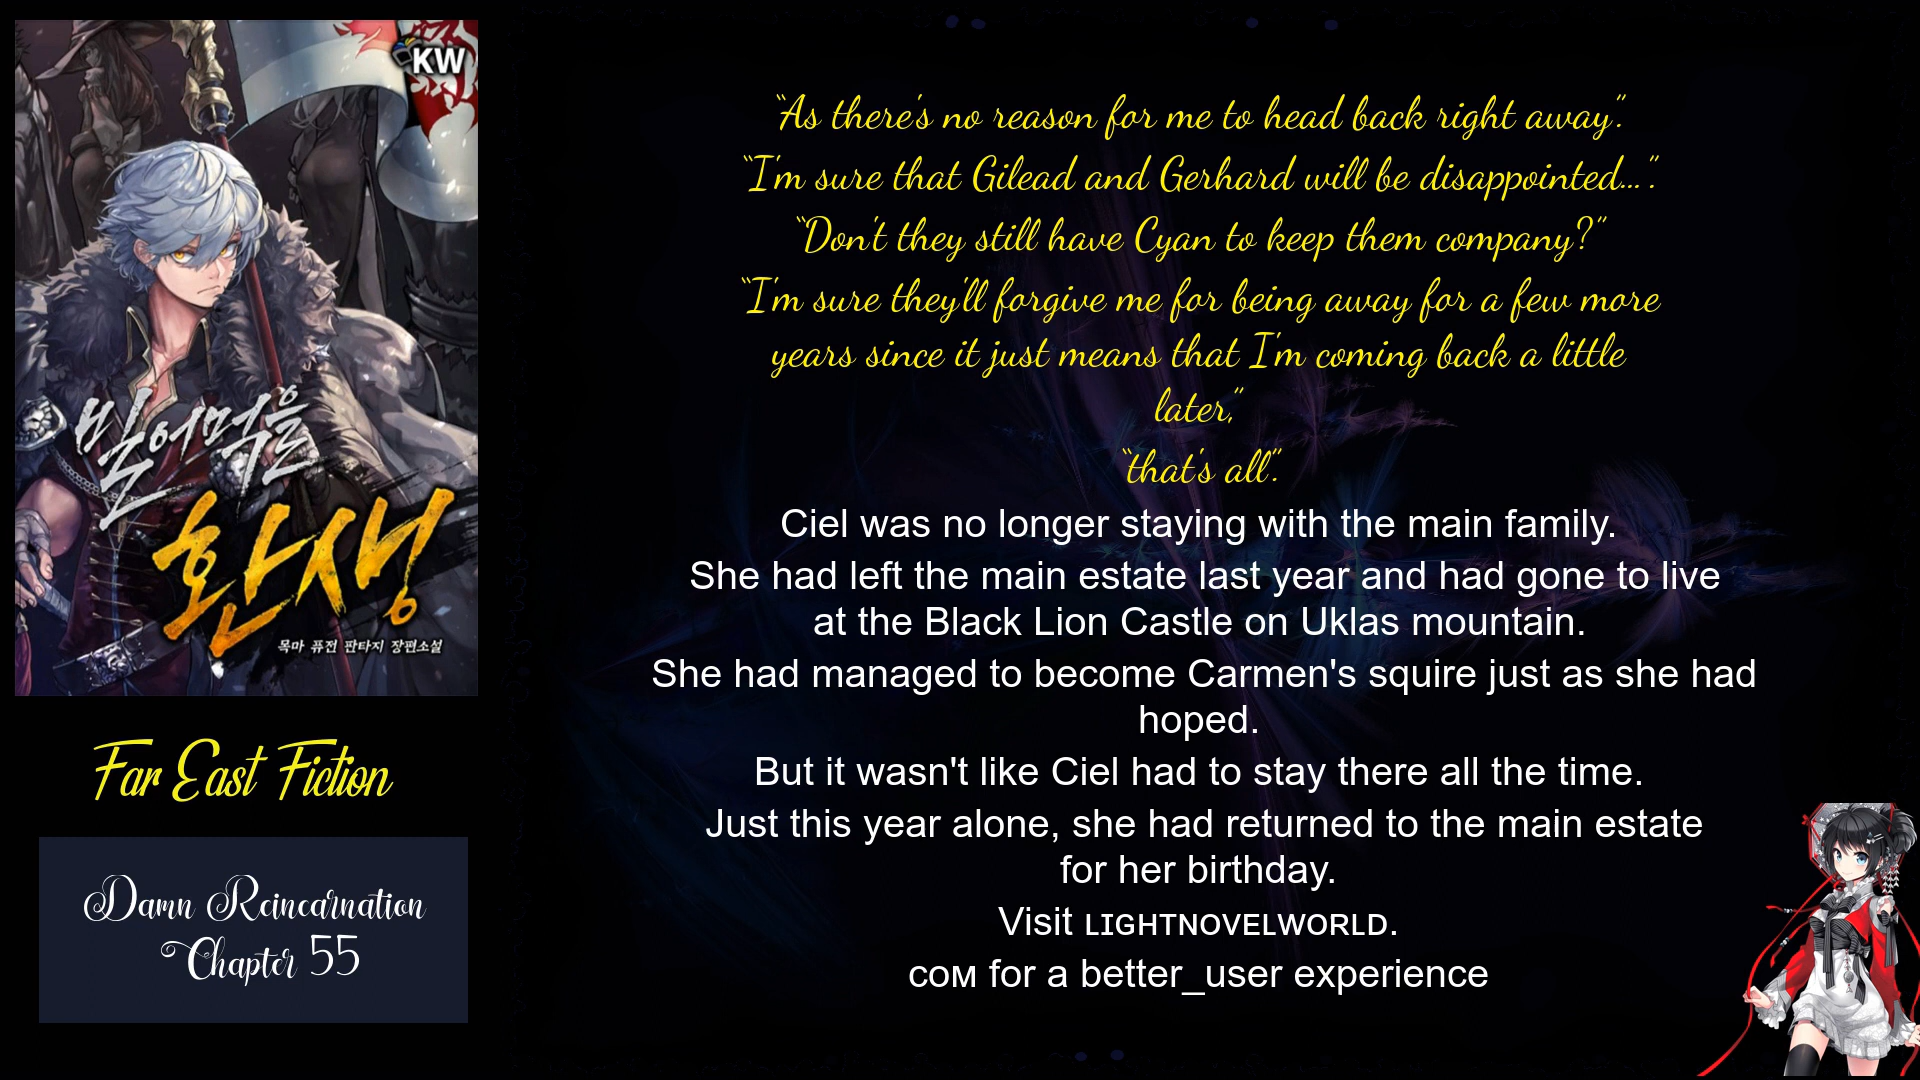 KW
빌어먹을
환생
목마 퓨전 판타지 장편소설
Far East Fiction
Damn Reincarnation
Chapter 55
“As there's no reason for me to head back right away”.
“I'm sure that Gilead and Gerhard will be disappointed…”.
“Don't they still have Cyan to keep them company?”
“I'm sure they'll forgive me for being away for a few more
years since it just means that I'm coming back a little
later,”
“that's all”.
Ciel was no longer staying with the main family.
She had left the main estate last year and had gone to live
at the Black Lion Castle on Uklas mountain.
She had managed to become Carmen's squire just as she had
hoped.
But it wasn't like Ciel had to stay there all the time.
Just this year alone, she had returned to the main estate
for her birthday.
Visit ʟɪɢʜᴛɴᴏᴠᴇʟᴡᴏʀʟᴅ.
ᴄᴏᴍ for a better_user experience